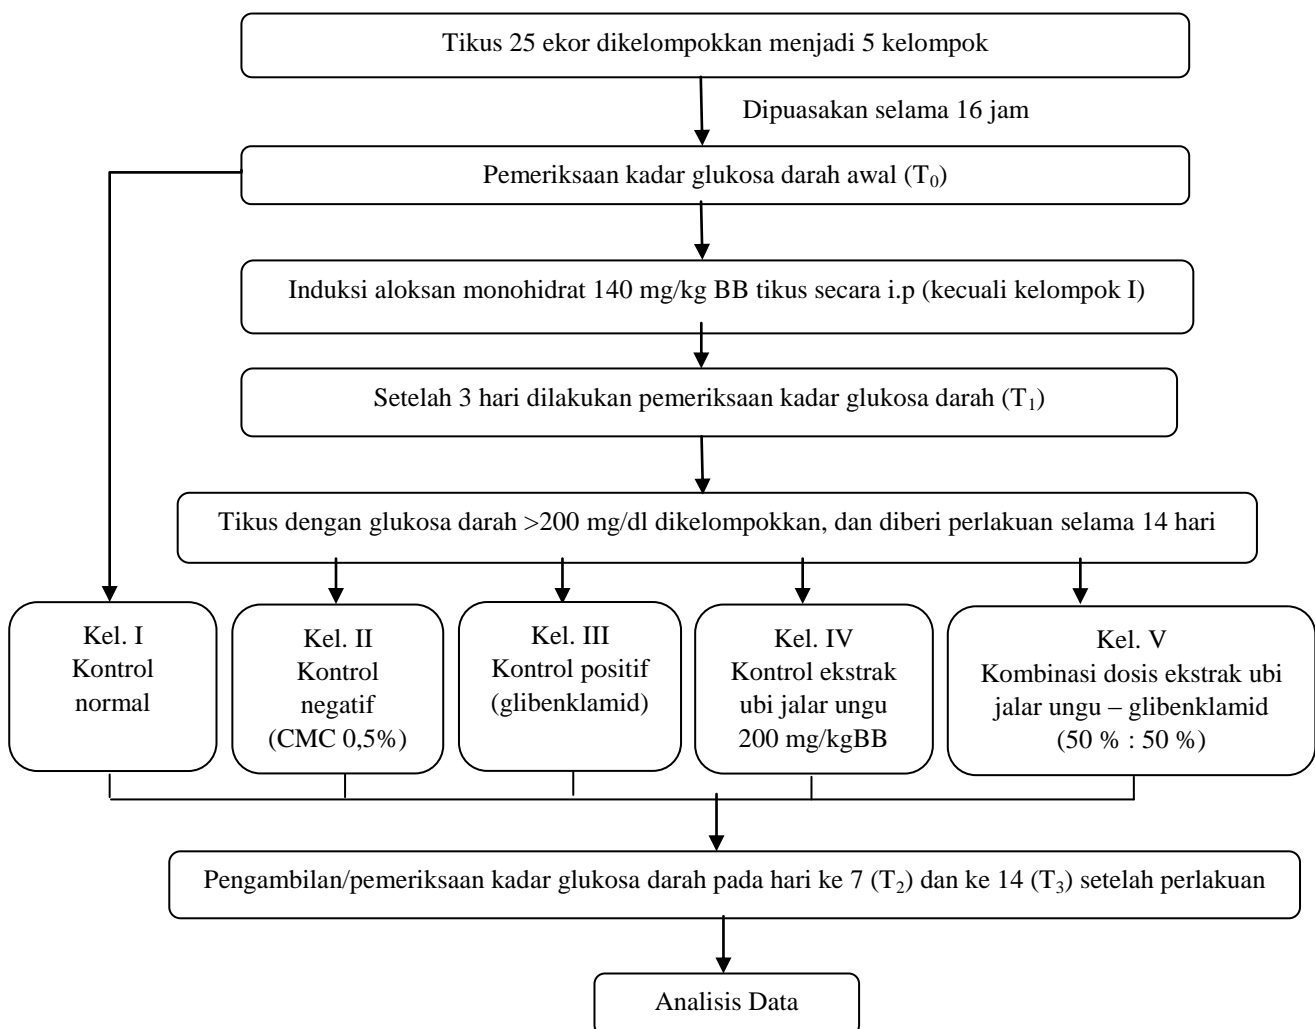 Tikus 25 ekor dikelompokkan menjadi 5 kelompok
Dipuasakan selama 16 jam
Pemeriksaan kadar glukosa darah awal (T₀)
Induksi aloksan monohidrat 140 mg/kg BB tikus secara i.p (kecuali kelompok I)
Setelah 3 hari dilakukan pemeriksaan kadar glukosa darah (T₁)
Tikus dengan glukosa darah >200 mg/dl dikelompokkan, dan diberi perlakuan selama 14 hari
Kel. I
Kontrol
normal
Kel. II
Kontrol
negatif
(CMC 0,5%)
Kel. III
Kontrol positif
(glibenklamid)
Kel. IV
Kontrol ekstrak
ubi jalar ungu
200 mg/kgBB
Kel. V
Kombinasi dosis ekstrak ubi
jalar ungu – glibenklamid
(50 % : 50 %)
Pengambilan/pemeriksaan kadar glukosa darah pada hari ke 7 (T₂) dan ke 14 (T₃) setelah perlakuan
Analisis Data